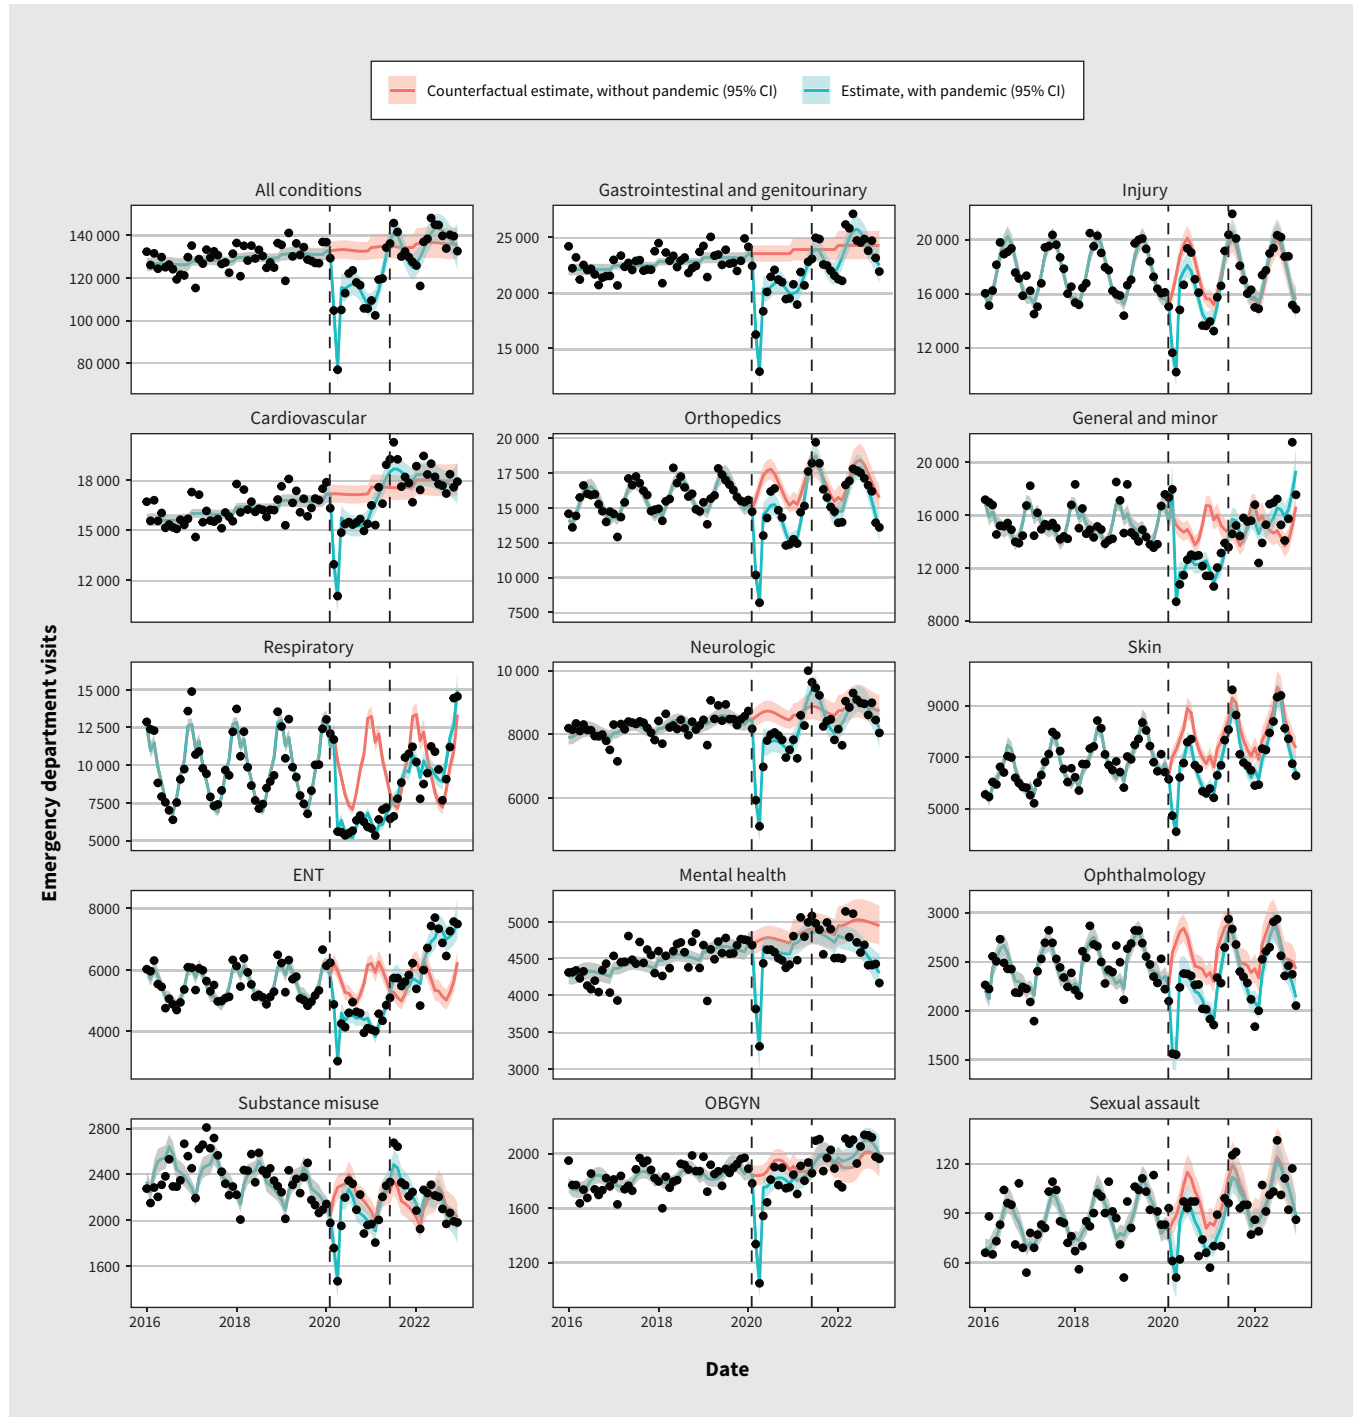 Counterfactual estimate, without pandemic (95% CI) Estimate, with pandemic (95% CI)
All conditions
140 000
120 000
100 000
80 000
Gastrointestinal and genitourinary
25 000
20 000
15 000
Injury
20 000
16 000
12 000
Cardiovascular
18 000
15 000
12 000
Orthopedics
20 000
17 500
15 000
12 500
10 000
7500
General and minor
20 000
16 000
12 000
8000
Respiratory
15 000
12 500
10 000
7500
5000
Neurologic
10 000
8000
6000
Skin
9000
7000
5000
ENT
8000
6000
4000
Mental health
5000
4500
4000
3500
3000
Ophthalmology
3000
2500
2000
1500
Substance misuse
2800
2400
2000
1600
2016 2018 2020 2022
OBGYN
2000
1600
1200
2016 2018 2020 2022
Sexual assault
120
90
60
2016 2018 2020 2022
Emergency department visits
Date